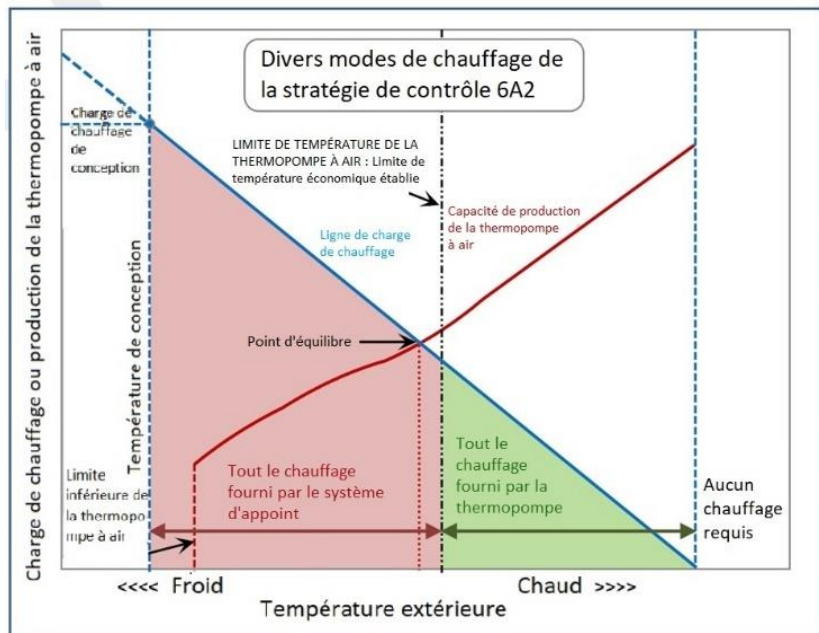 Divers modes de chauffage de
la stratégie de contrôle 6A2
Charge de chauffage ou production de la thermopompe à air
Charge de
chauffage
de
conception
LIMITE DE TEMPÉRATURE DE LA
THERMOPOMPE À AIR : Limite de
température économique établie
Capacité de production
de la thermopompe
à air
Ligne de charge
de chauffage
Température de conception
Point d'équilibre
Limite
inférieure de
la thermopo
mpe à air
Tout le chauffage
fourni par le système
d'appoint
Tout le
chauffage
fourni par la
thermopompe
Aucun
chauffage
requis
<<<< Froid
Chaud >>>>
Température extérieure